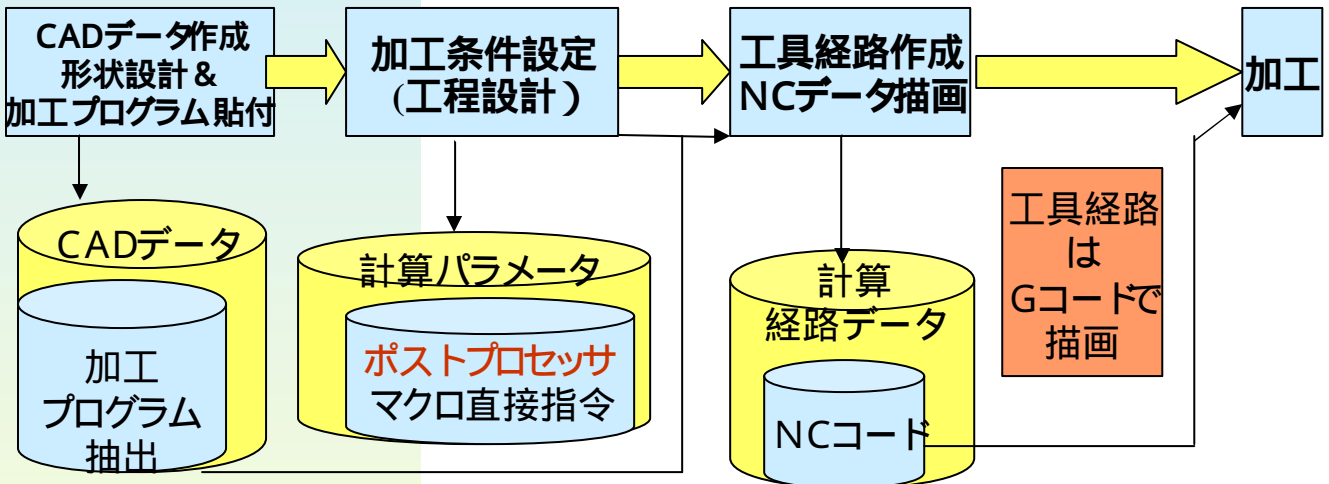 CADデータ作成
形状設計&
加工プログラム貼付
加工条件設定
(工程設計)
工具経路作成
NCデータ描画
加工
CADデータ
加工
プログラム
抽出
計算パラメータ
ポストプロセッサ
マクロ直接指令
計算
経路データ
NCコード
工具経路
は
Gコードで
描画